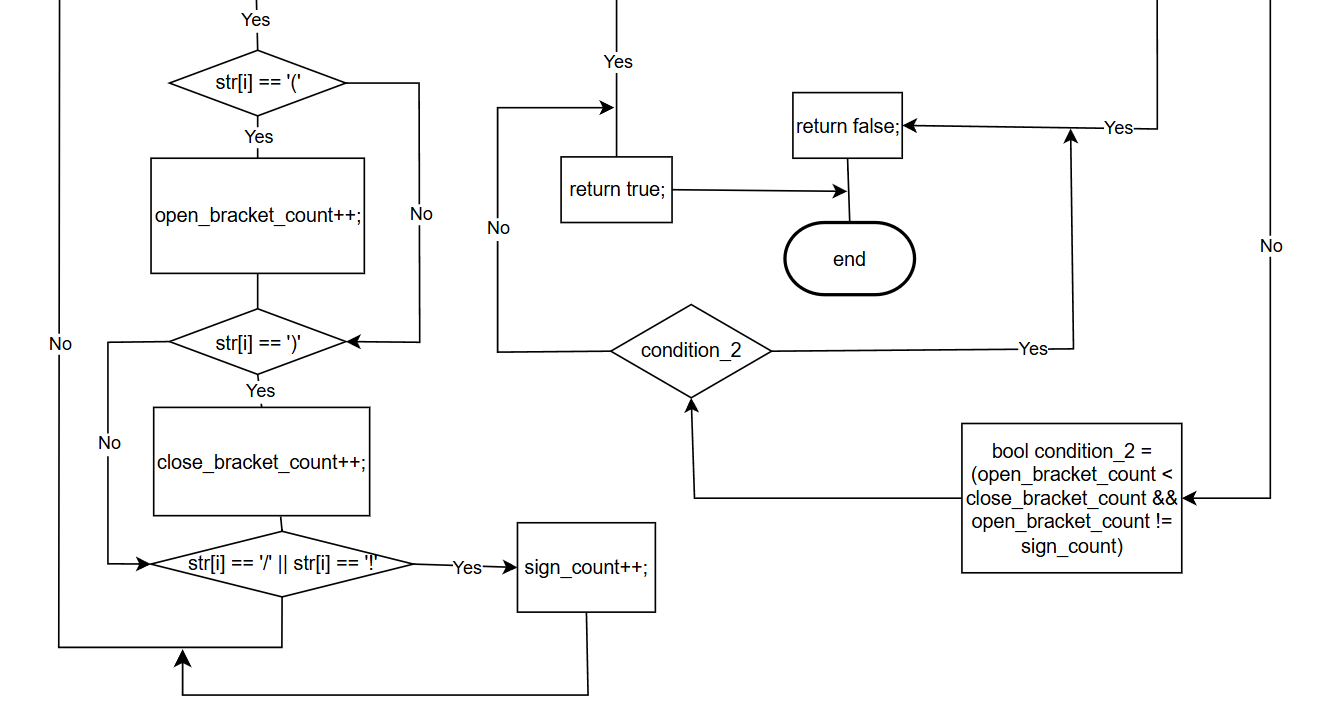 Yes
str[i] == '('
Yes
open_bracket_count++;
No
str[i] == ')'
Yes
No
close_bracket_count++;
No
str[i] == '/' || str[i] == '!'
Yes
sign_count++;
Yes
return true;
No
return false;
Yes
end
condition_2
Yes
No
bool condition_2 =
(open_bracket_count <
close_bracket_count &&
open_bracket_count !=
sign_count)